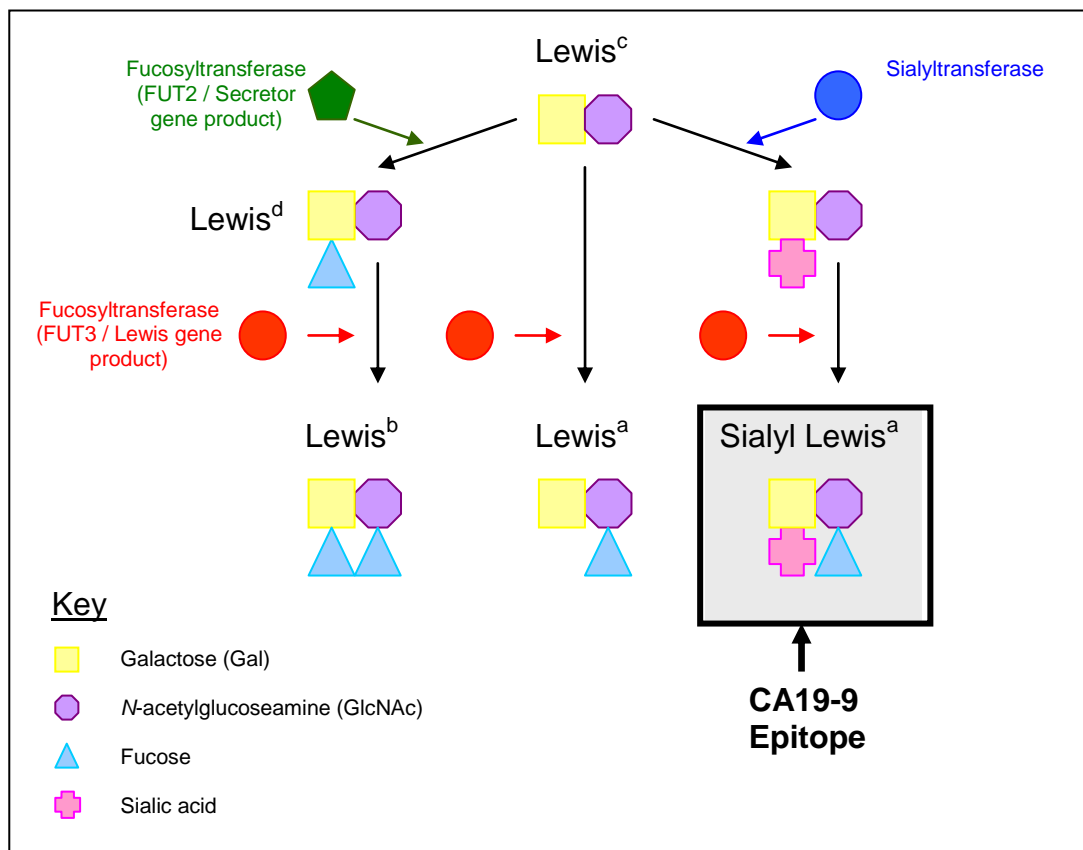 Lewisᶜ
Fucosyltransferase
(FUT2 / Secretor
gene product)
Sialyltransferase
Lewisᵈ
Fucosyltransferase
(FUT3 / Lewis gene
product)
Lewisᵇ
Lewisᵃ
Sialyl Lewisᵃ
Key
Galactose (Gal)
N-acetylglucoseamine (GlcNAc)
Fucose
Sialic acid
CA19-9
Epitope